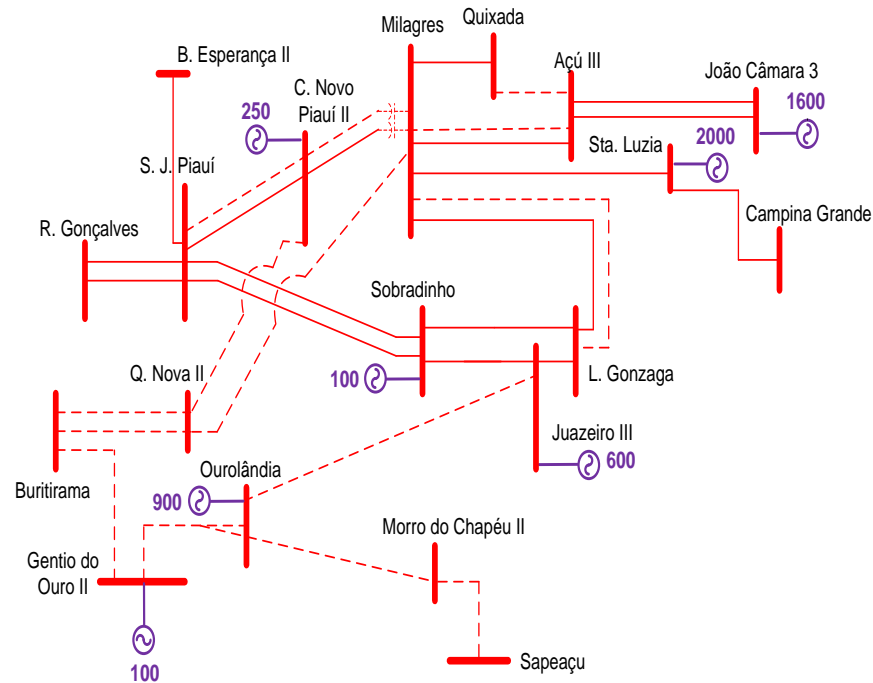 Quixadá
Milagres
B. Esperança II
Açú III
João Câmara 3
C. Novo
Piauí II
250
1600
2000
Sta. Luzia
S. J. Piauí
Campina Grande
R. Gonçalves
Sobradinho
100
L. Gonzaga
Q. Nova II
Juazeiro III
600
Buritirama
Ourolândia
900
Morro do Chapéu II
Gentio do
Ouro II
100
Sapeaçu